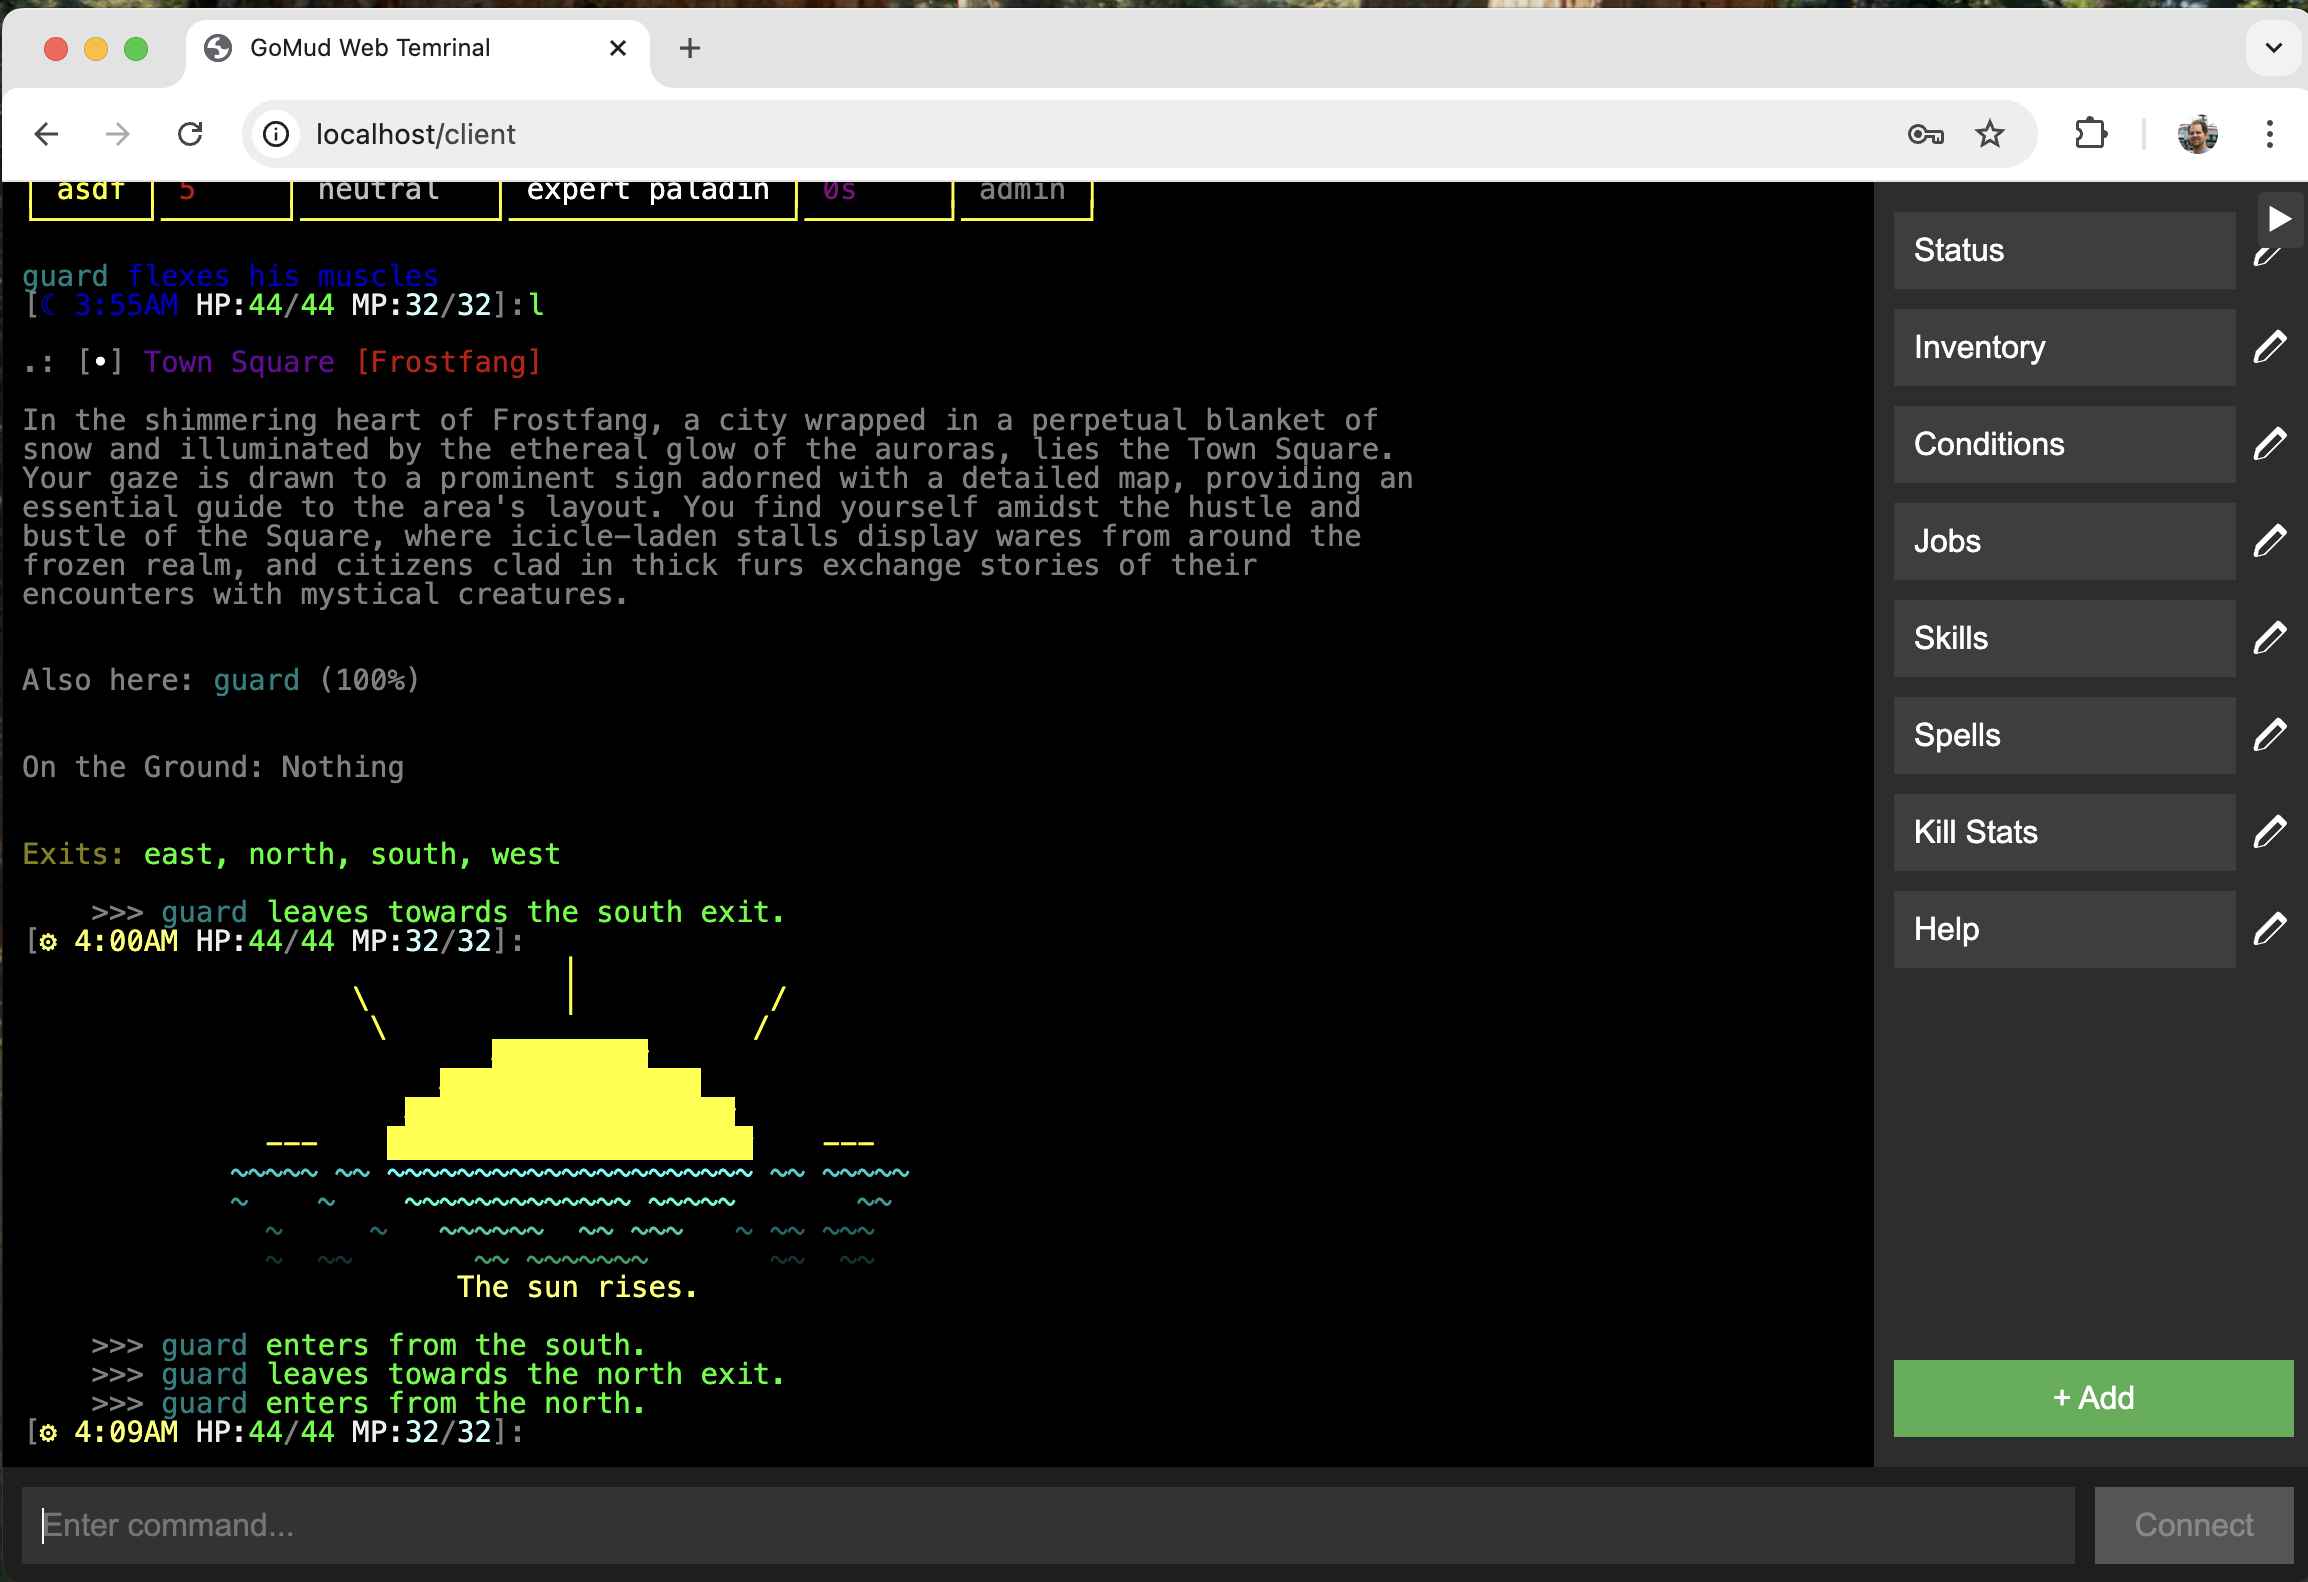 GoMud Web Temrinal
localhost/client
asdf 5 neutral expert paladin 0s admin
guard flexes his muscles
[☾ 3:55AM HP:44/44 MP:32/32]:l
.: [•] Town Square [Frostfang]
In the shimmering heart of Frostfang, a city wrapped in a perpetual blanket of
snow and illuminated by the ethereal glow of the auroras, lies the Town Square.
Your gaze is drawn to a prominent sign adorned with a detailed map, providing an
essential guide to the area's layout. You find yourself amidst the hustle and
bustle of the Square, where icicle-laden stalls display wares from around the
frozen realm, and citizens clad in thick furs exchange stories of their
encounters with mystical creatures.
Also here: guard (100%)
On the Ground: Nothing
Exits: east, north, south, west
>>> guard leaves towards the south exit.
[⚙ 4:00AM HP:44/44 MP:32/32]:
The sun rises.
>>> guard enters from the south.
>>> guard leaves towards the north exit.
>>> guard enters from the north.
[⚙ 4:09AM HP:44/44 MP:32/32]:
Status
Inventory
Conditions
Jobs
Skills
Spells
Kill Stats
Help
+ Add
Enter command...
Connect